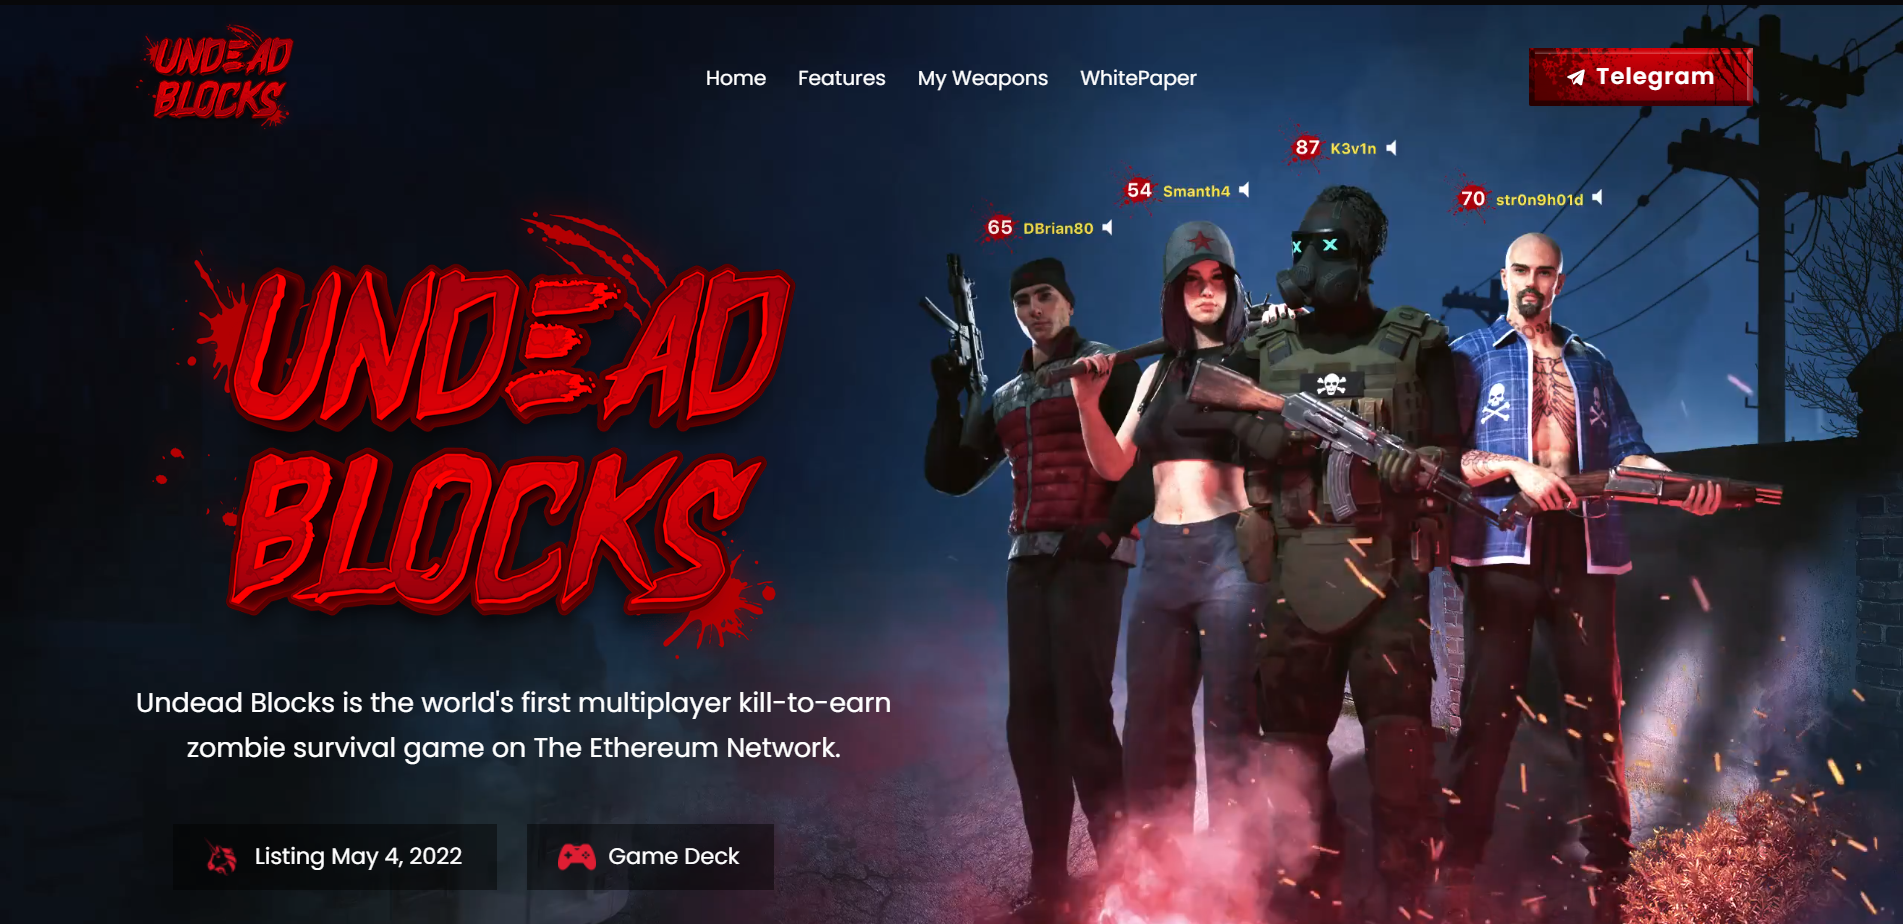 UNDEAD
BLOCKS
Home Features My Weapons WhitePaper
Telegram
87 K3v1n
54 Smanth4
70 str0n9h01d
65 DBrian80
UNDEAD
BLOCKS
Undead Blocks is the world's first multiplayer kill-to-earn
zombie survival game on The Ethereum Network.
Listing May 4, 2022
Game Deck